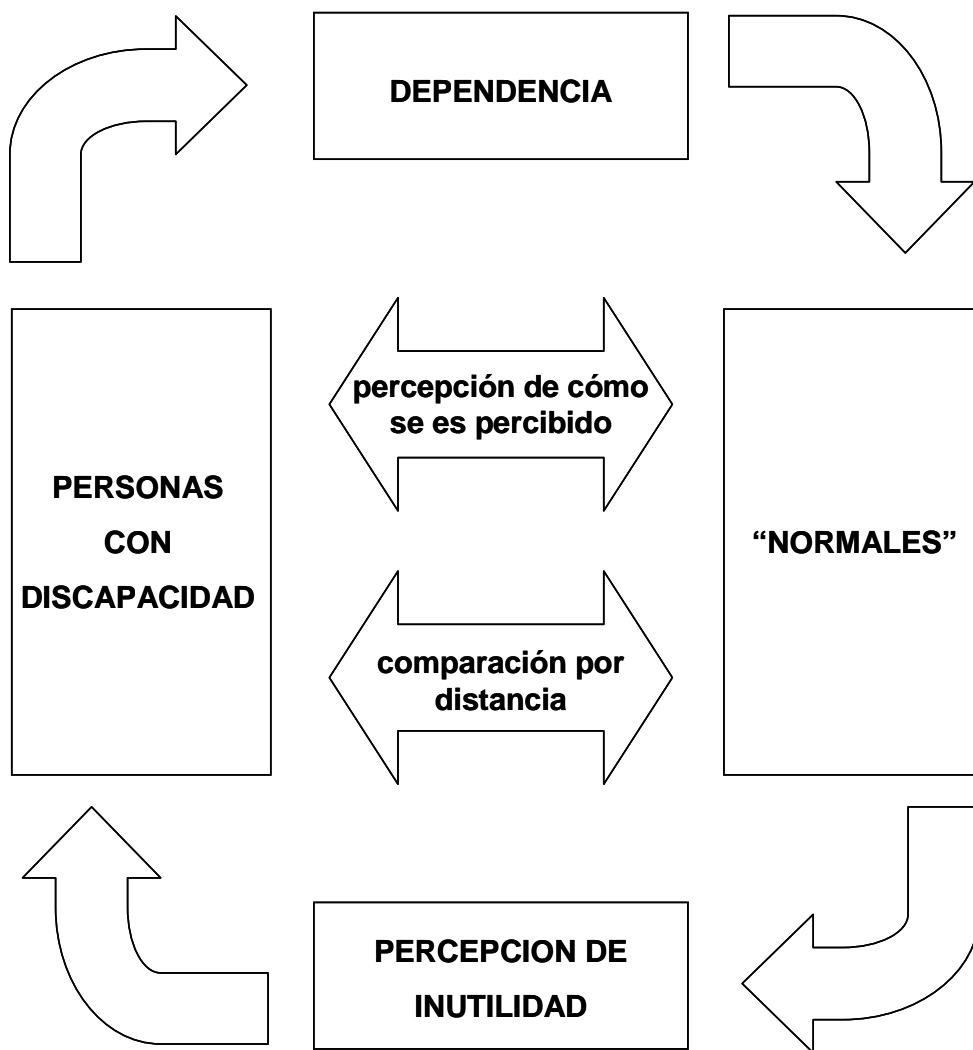 DEPENDENCIA
percepción de cómo
se es percibido
PERSONAS
CON
DISCAPACIDAD
“NORMALES”
comparación por
distancia
PERCEPCION DE
INUTILIDAD